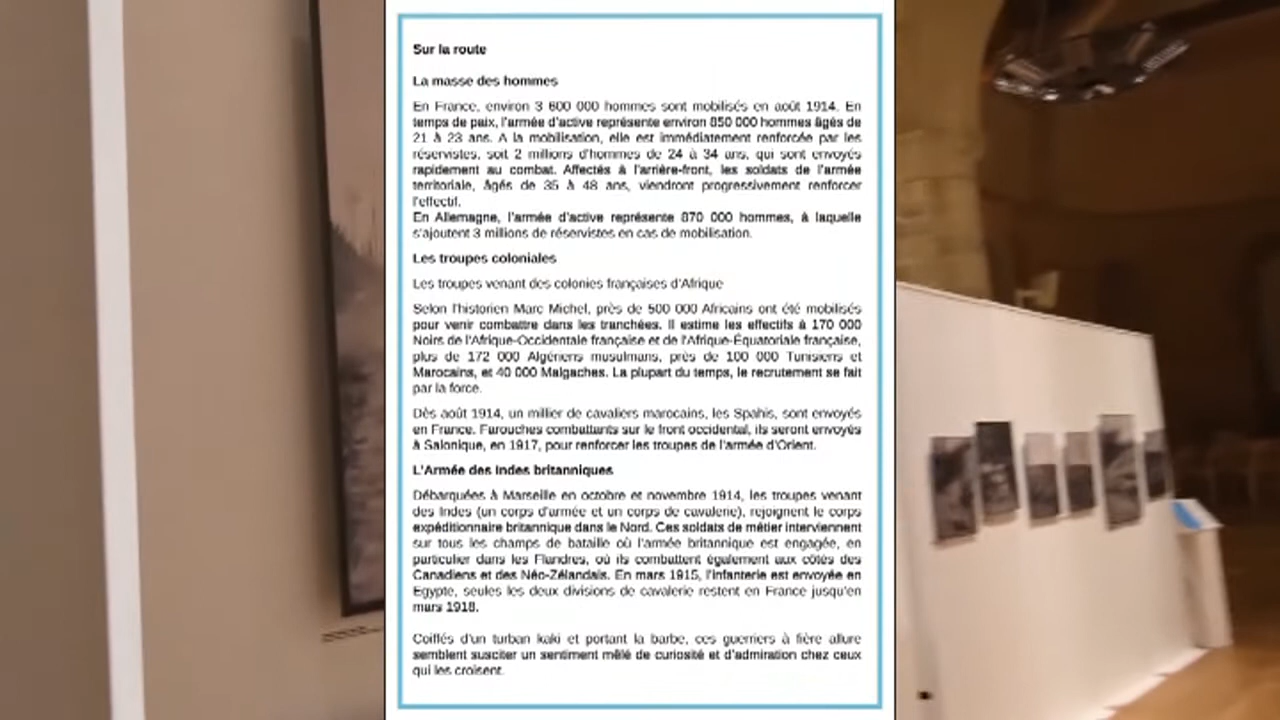 Sur la route
La masse des hommes
En France, environ 3 600 000 hommes sont mobilisés en août 1914. En
temps de paix, l'armée d'active représente environ 850 000 hommes âgés de
21 à 23 ans. A la mobilisation, elle est immédiatement renforcée par les
réservistes, soit 2 millions d'hommes de 24 à 34 ans, qui sont envoyés
rapidement au combat. Affectés à l'arrière-front, les soldats de l'armée
territoriale, âgés de 35 à 48 ans, viendront progressivement renforcer
l'effectif.
En Allemagne, l'armée d'active représente 870 000 hommes, à laquelle
s'ajoutent 3 millions de réservistes en cas de mobilisation.
Les troupes coloniales
Les troupes venant des colonies françaises d'Afrique
Selon l'historien Marc Michel, près de 500 000 Africains ont été mobilisés
pour venir combattre dans les tranchées. Il estime les effectifs à 170 000
Noirs de l'Afrique-Occidentale française et de l'Afrique-Équatoriale française,
plus de 172 000 Algériens musulmans, près de 100 000 Tunisiens et
Marocains, et 40 000 Malgaches. La plupart du temps, le recrutement se fait
par la force.
Dès août 1914, un millier de cavaliers marocains, les Spahis, sont envoyés
en France. Farouches combattants sur le front occidental, ils seront envoyés
à Salonique, en 1917, pour renforcer les troupes de l'armée d'Orient.
L'Armée des Indes britanniques
Débarquées à Marseille en octobre et novembre 1914, les troupes venant
des Indes (un corps d'armée et un corps de cavalerie), rejoignent le corps
expéditionnaire britannique dans le Nord. Ces soldats de métier interviennent
sur tous les champs de bataille où l'armée britannique est engagée, en
particulier dans les Flandres, où ils combattent également aux côtés des
Canadiens et des Néo-Zélandais. En mars 1915, l'infanterie est envoyée en
Egypte, seules les deux divisions de cavalerie restent en France jusqu'en
mars 1918.
Coiffés d'un turban kaki et portant la barbe, ces guerriers à fière allure
semblent susciter un sentiment mêlé de curiosité et d'admiration chez ceux
qui les croisent.